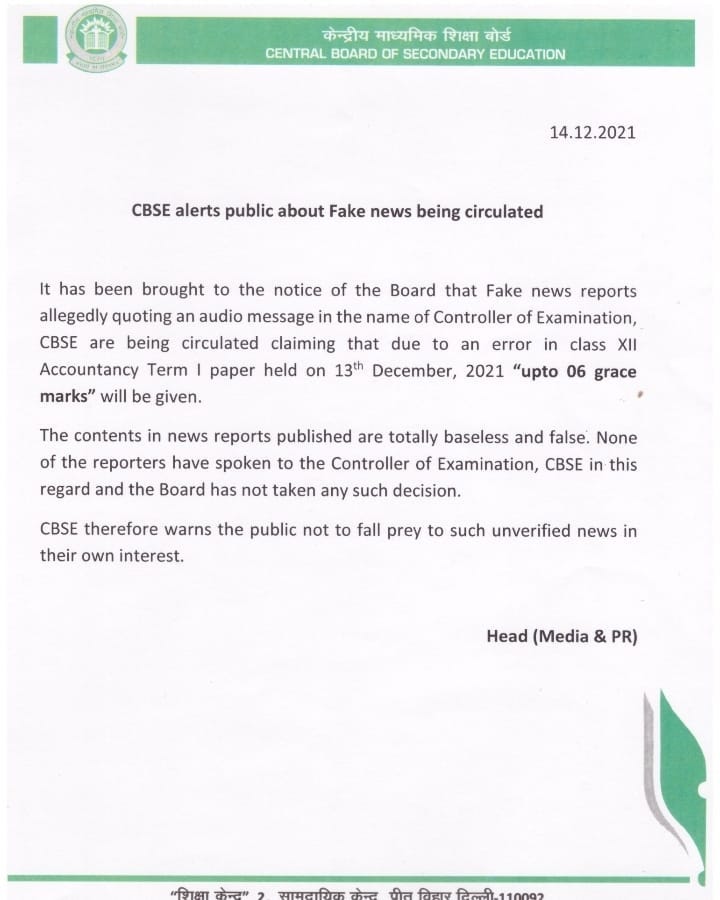 केन्द्रीय माध्यमिक शिक्षा बोर्ड
CENTRAL BOARD OF SECONDARY EDUCATION
14.12.2021
CBSE alerts public about Fake news being circulated
It has been brought to the notice of the Board that Fake news reports
allegedly quoting an audio message in the name of Controller of Examination,
CBSE are being circulated claiming that due to an error in class XII
Accountancy Term I paper held on 13th December, 2021 “upto 06 grace
marks” will be given.
The contents in news reports published are totally baseless and false. None
of the reporters have spoken to the Controller of Examination, CBSE in this
regard and the Board has not taken any such decision.
CBSE therefore warns the public not to fall prey to such unverified news in
their own interest.
Head (Media & PR)
“शिक्षा केन्द्र” 2, सामुदायिक केन्द्र, प्रीत विहार दिल्ली-110092